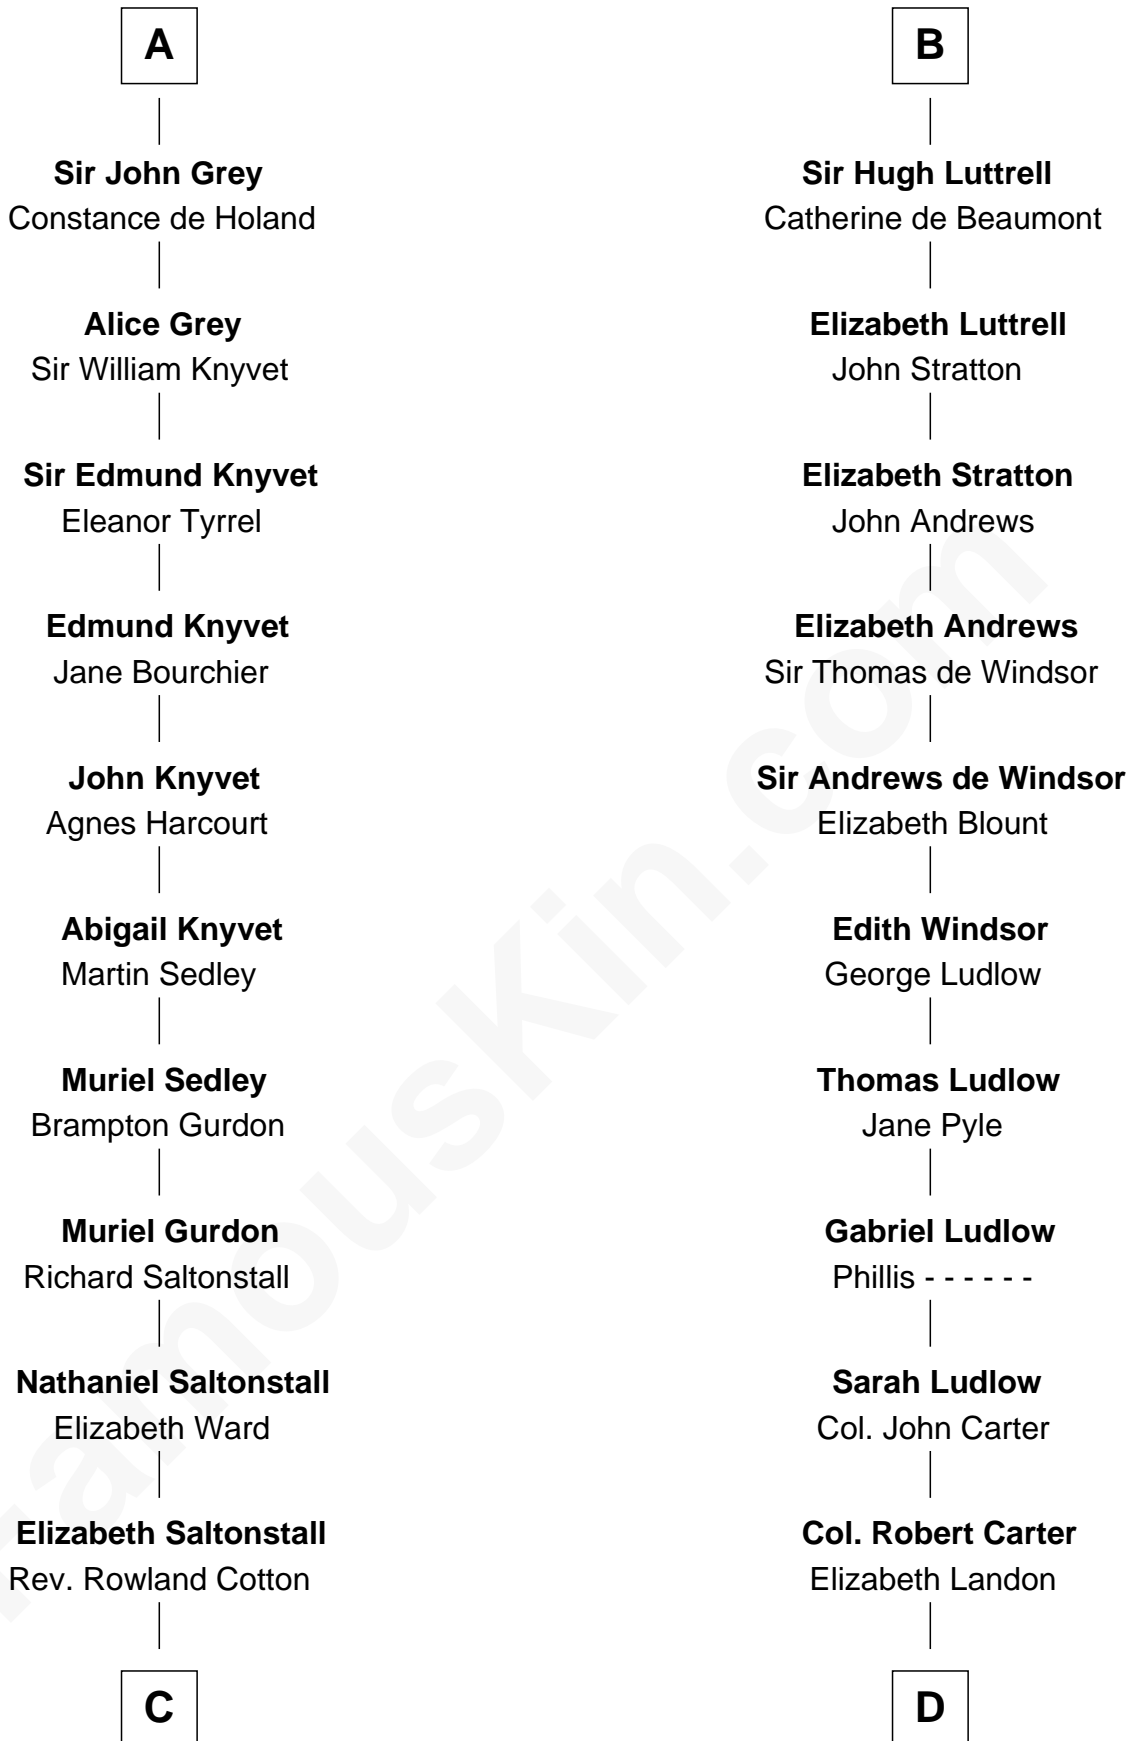 A
Sir John Grey
Constance de Holand
Alice Grey
Sir William Knyvet
Sir Edmund Knyvet
Eleanor Tyrrel
Edmund Knyvet
Jane Bourchier
John Knyvet
Agnes Harcourt
Abigail Knyvet
Martin Sedley
Muriel Sedley
Brampton Gurdon
Muriel Gurdon
Richard Saltonstall
Nathaniel Saltonstall
Elizabeth Ward
Elizabeth Saltonstall
Rev. Rowland Cotton
C
B
Sir Hugh Luttrell
Catherine de Beaumont
Elizabeth Luttrell
John Stratton
Elizabeth Stratton
John Andrews
Elizabeth Andrews
Sir Thomas de Windsor
Sir Andrews de Windsor
Elizabeth Blount
Edith Windsor
George Ludlow
Thomas Ludlow
Jane Pyle
Gabriel Ludlow
Phillis - - - - - -
Sarah Ludlow
Col. John Carter
Col. Robert Carter
Elizabeth Landon
D
FamousKin.com